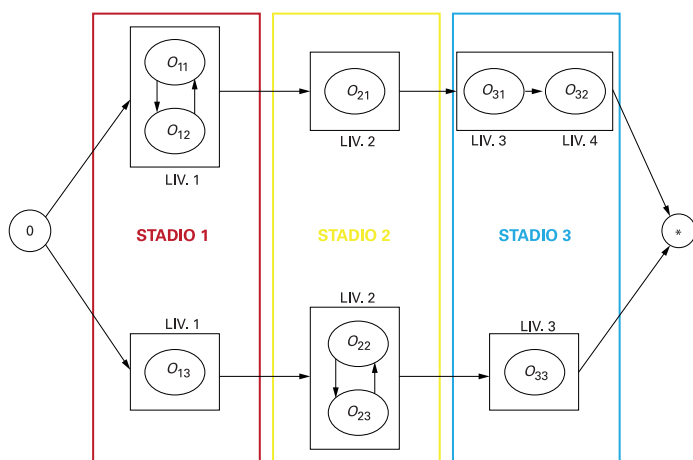 O11
O21
O31 O32
O12
LIV. 2
LIV. 3 LIV. 4
LIV. 1
0
STADIO 1 STADIO 2 STADIO 3
*
LIV. 2
LIV. 1
LIV. 3
O22
O13
O33
O23